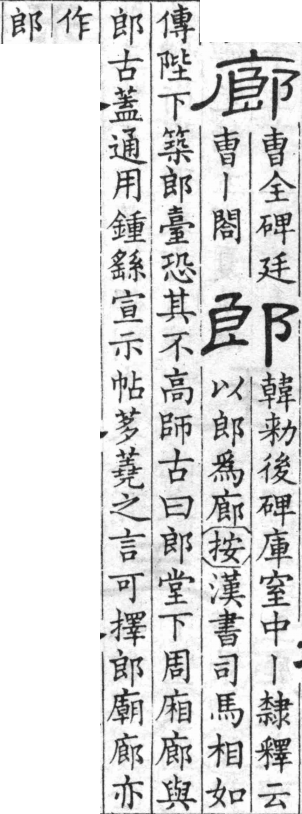 廊
曺全碑廷
曺丨閤
郎
韓勑後碑庫室中丨隸釋云
以郎爲廊按漢書司馬相如
傳陛下築郎臺恐其不高師古曰郎堂下周廂廊與
郎古蓋通用鍾繇宣示帖茤蕘之言可擇郎廟廊亦
作
郎